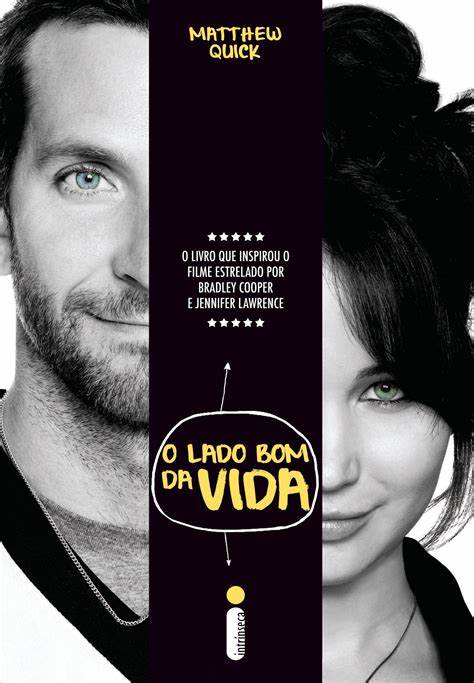 MATTHEW
QUICK
O LIVRO QUE INSPIROU O
FILME ESTRELADO POR
BRADLEY COOPER
E JENNIFER LAWRENCE
O LADO BOM
DA VIDA
intrínseca